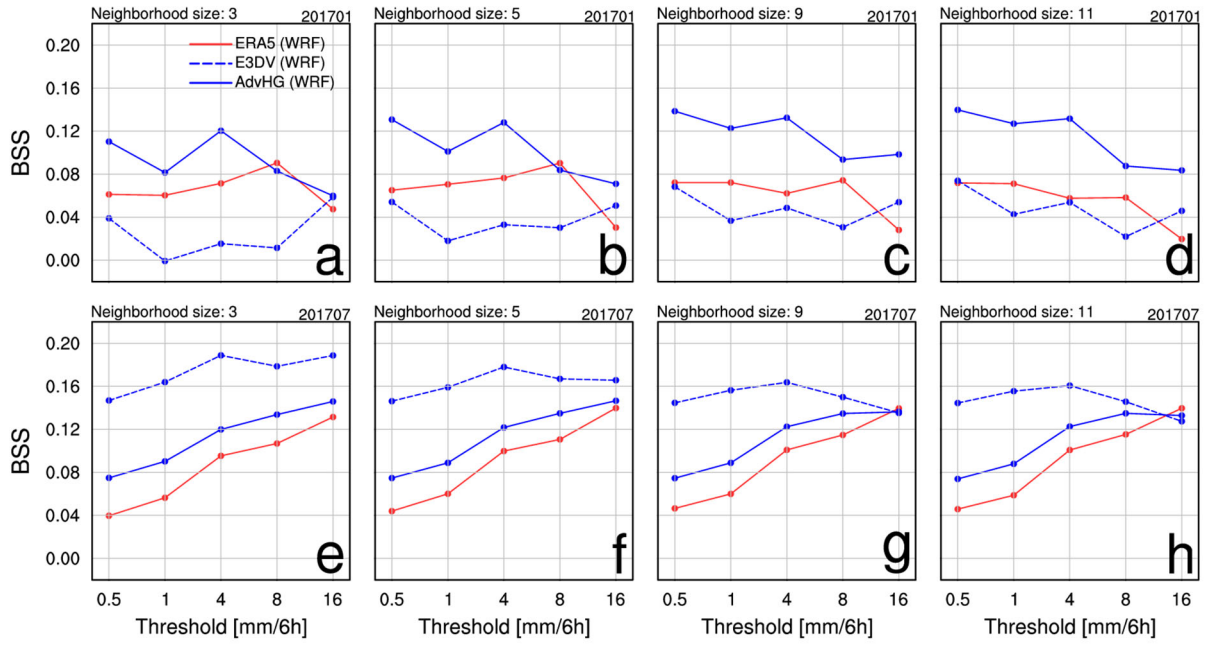 Neighborhood size: 3 201701
Neighborhood size: 5 201701
Neighborhood size: 9 201701
Neighborhood size: 11 201701
ERA5 (WRF)
E3DV (WRF)
AdvHG (WRF)
BSS
0.20
0.16
0.12
0.08
0.04
0.00
a
b
c
d
Neighborhood size: 3 201707
Neighborhood size: 5 201707
Neighborhood size: 9 201707
Neighborhood size: 11 201707
BSS
0.20
0.16
0.12
0.08
0.04
0.00
e
f
g
h
0.5 1 4 8 16
0.5 1 4 8 16
0.5 1 4 8 16
0.5 1 4 8 16
Threshold [mm/6h]
Threshold [mm/6h]
Threshold [mm/6h]
Threshold [mm/6h]